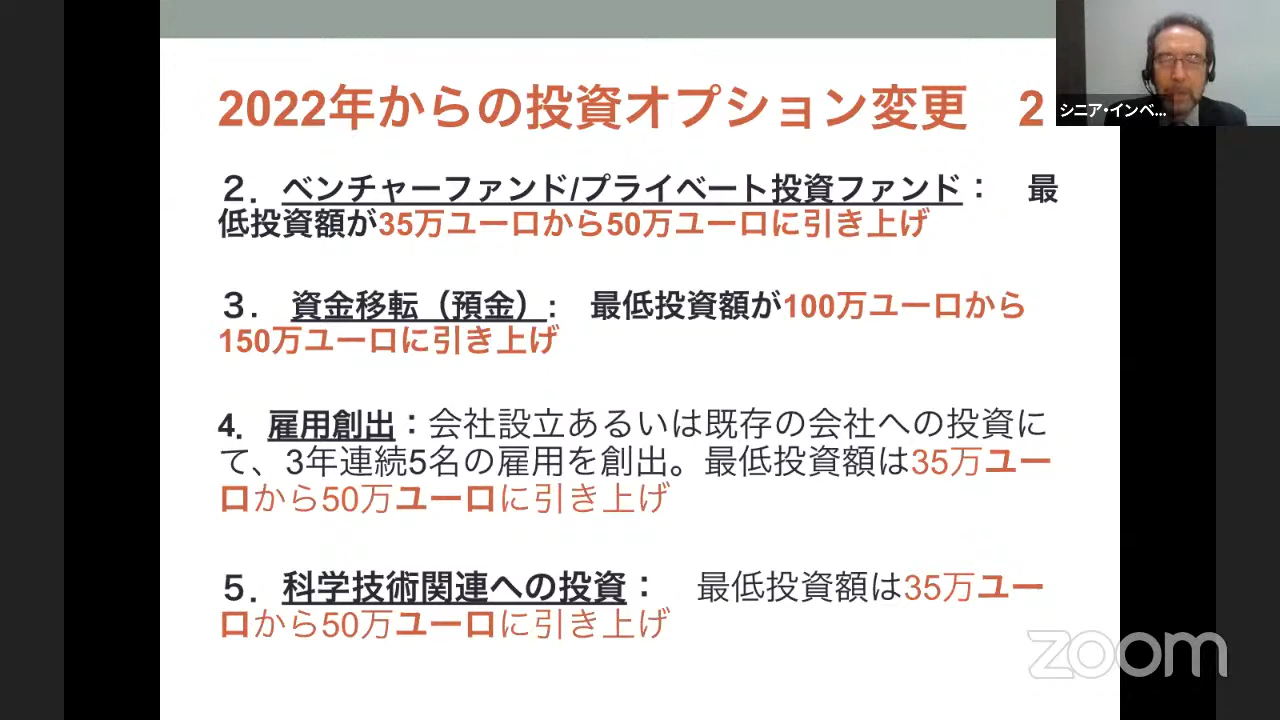 2022年からの投資オプション変更　2
シニア・インベ...
２．ベンチャーファンド/プライベート投資ファンド：　最
低投資額が35万ユーロから50万ユーロに引き上げ
３．　資金移転（預金）:　最低投資額が100万ユーロから
150万ユーロに引き上げ
4．雇用創出：会社設立あるいは既存の会社への投資に
て、3年連続5名の雇用を創出。最低投資額は35万ユー
ロから50万ユーロに引き上げ
５．科学技術関連への投資：　最低投資額は35万ユー
ロから50万ユーロに引き上げ
zoom